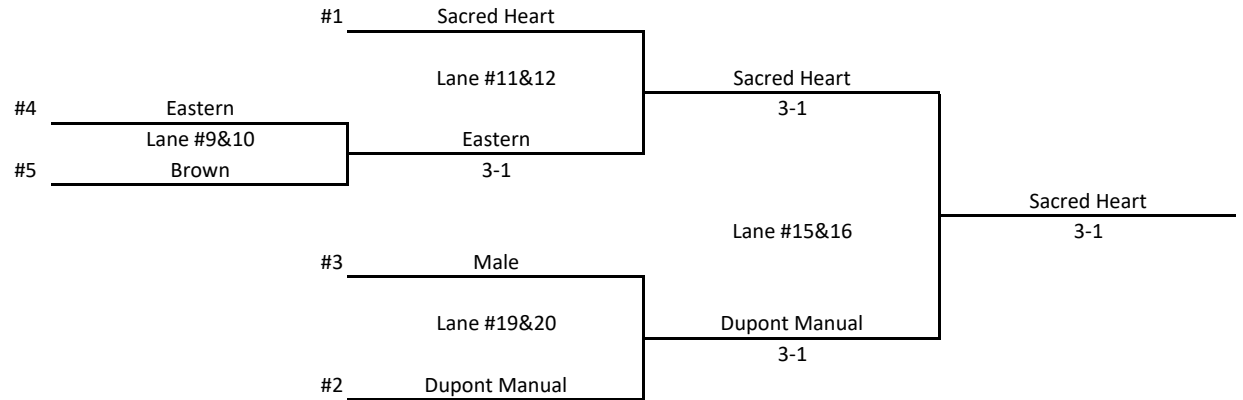 #1 Sacred Heart
Lane #11&12
Sacred Heart
#4 Eastern
3-1
Lane #9&10
Eastern
#5 Brown
3-1
Sacred Heart
Lane #15&16
3-1
#3 Male
Lane #19&20
Dupont Manual
3-1
#2 Dupont Manual